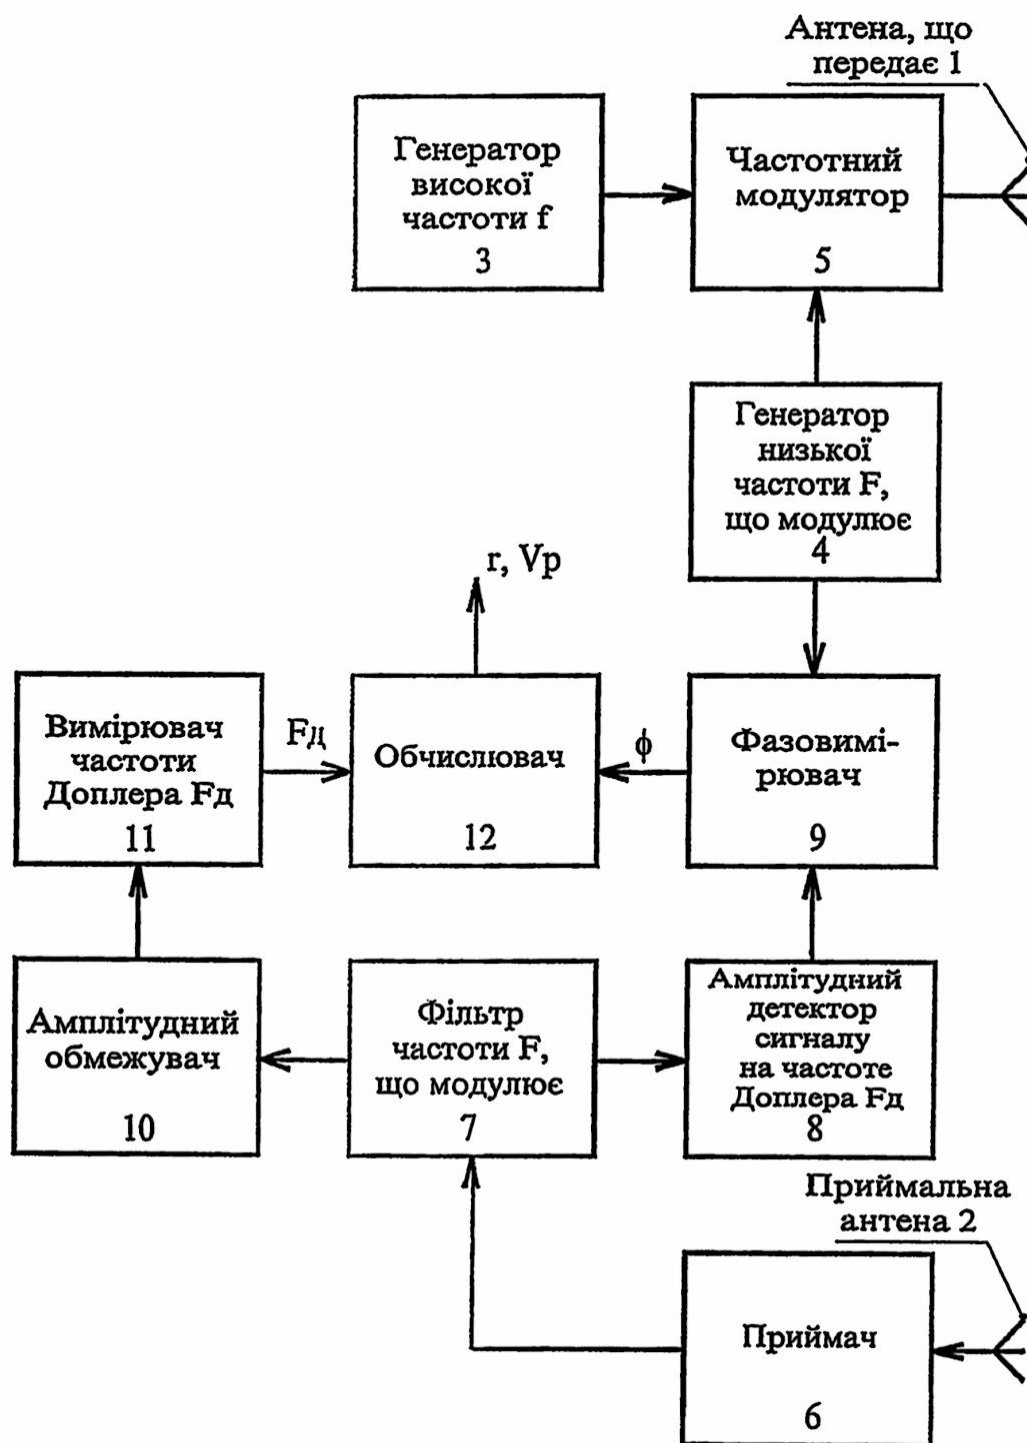 Антена, що
передає 1
Генератор
високої
частоти f
3
Частотний
модулятор
5
Генератор
низької
частоти F,
що модулює
4
r, Vp
Вимірювач
частоти
Доплера Fд
11
Fд
Обчислювач
12
ϕ
Фазовимі-
рювач
9
Амплітудний
обмежувач
10
Фільтр
частоти F,
що модулює
7
Амплітудний
детектор
сигналу
на частоте
Доплера Fд
8
Приймальна
антена 2
Приймач
6